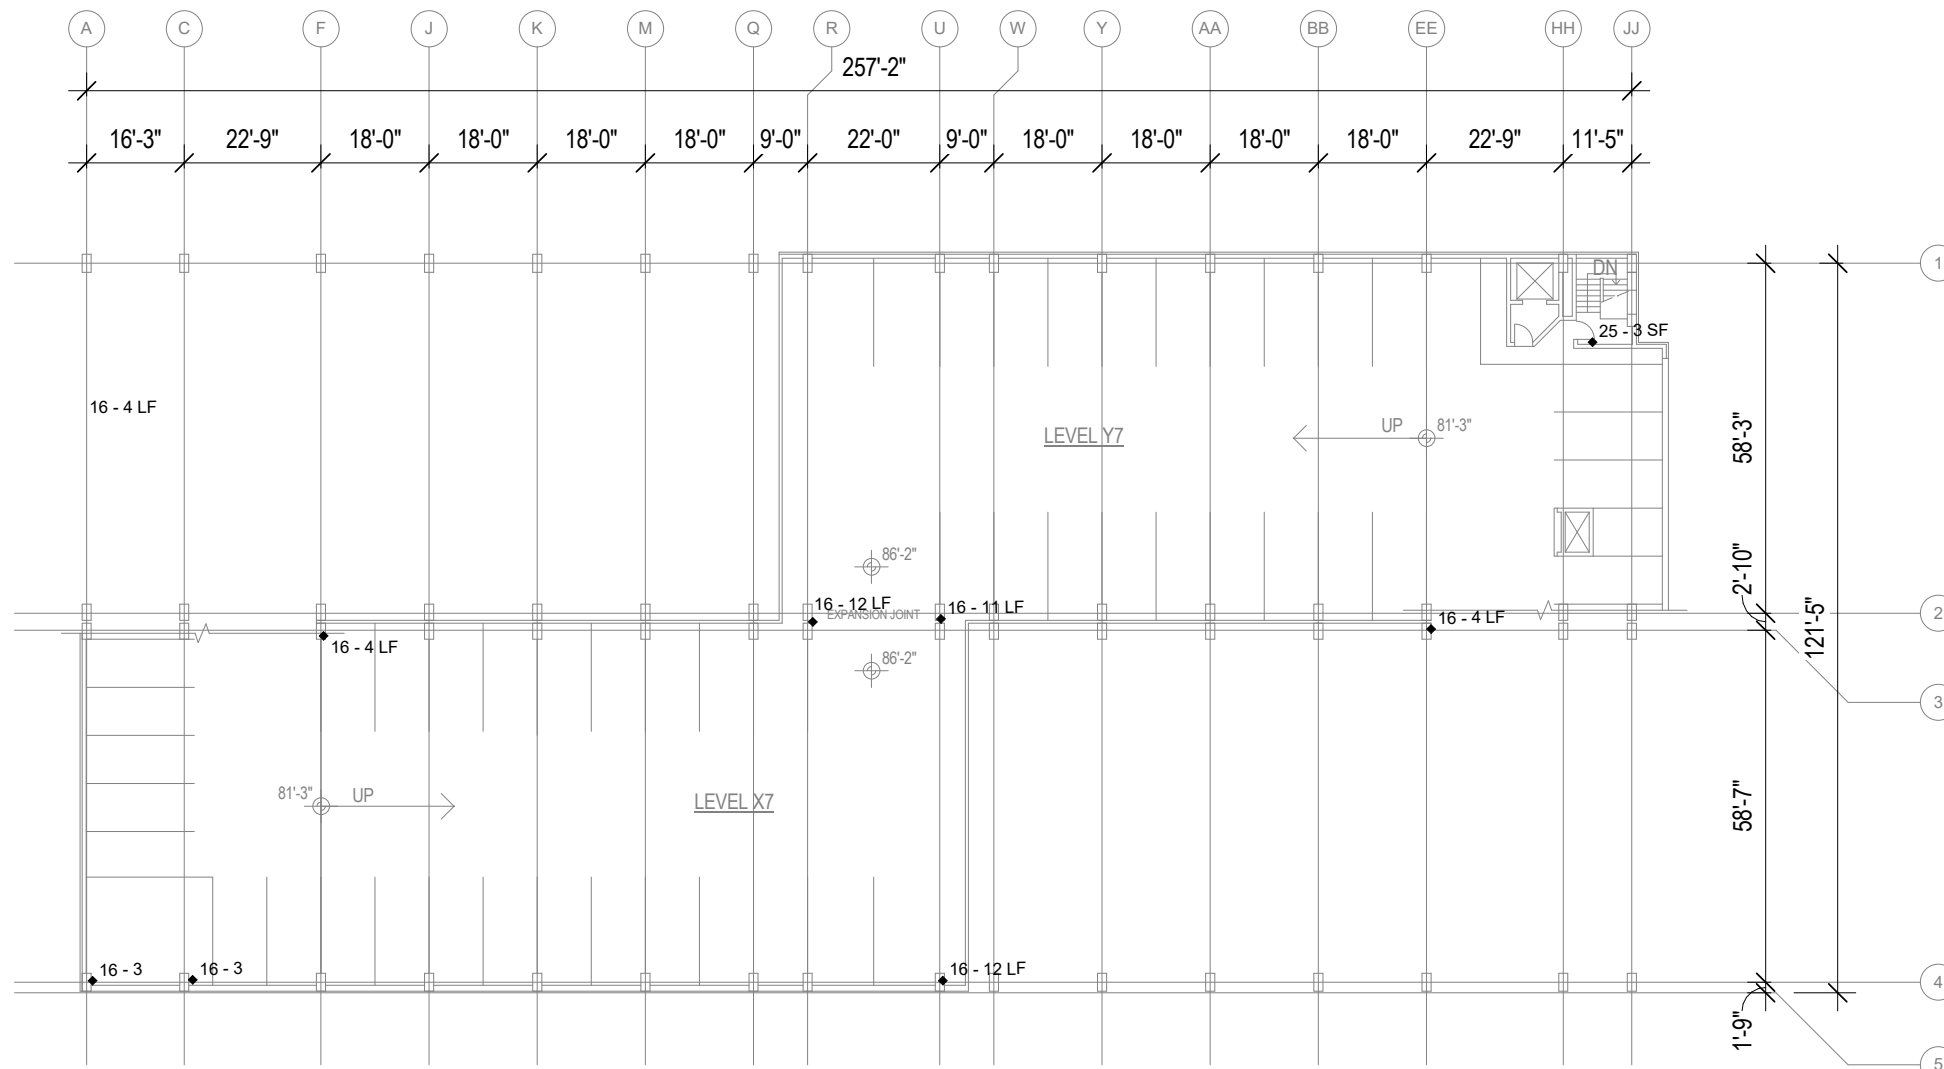 A C F J K M Q R U W Y AA BB EE HH JJ
257'-2"
16'-3" 22'-9" 18'-0" 18'-0" 18'-0" 18'-0" 9'-0" 22'-0" 9'-0" 18'-0" 18'-0" 18'-0" 18'-0" 22'-9" 11'-5"
1
DN
25 - 3 SF
16 - 4 LF
58'-3"
LEVEL Y7
UP
81'-3"
86'-2"
2'-10"
16 - 12 LF
EXPANSION JOINT
16 - 11 LF
16 - 4 LF
2
121'-5"
16 - 4 LF
86'-2"
3
81'-3"
UP
LEVEL X7
58'-7"
16 - 3
16 - 3
16 - 12 LF
4
1'-9"
5